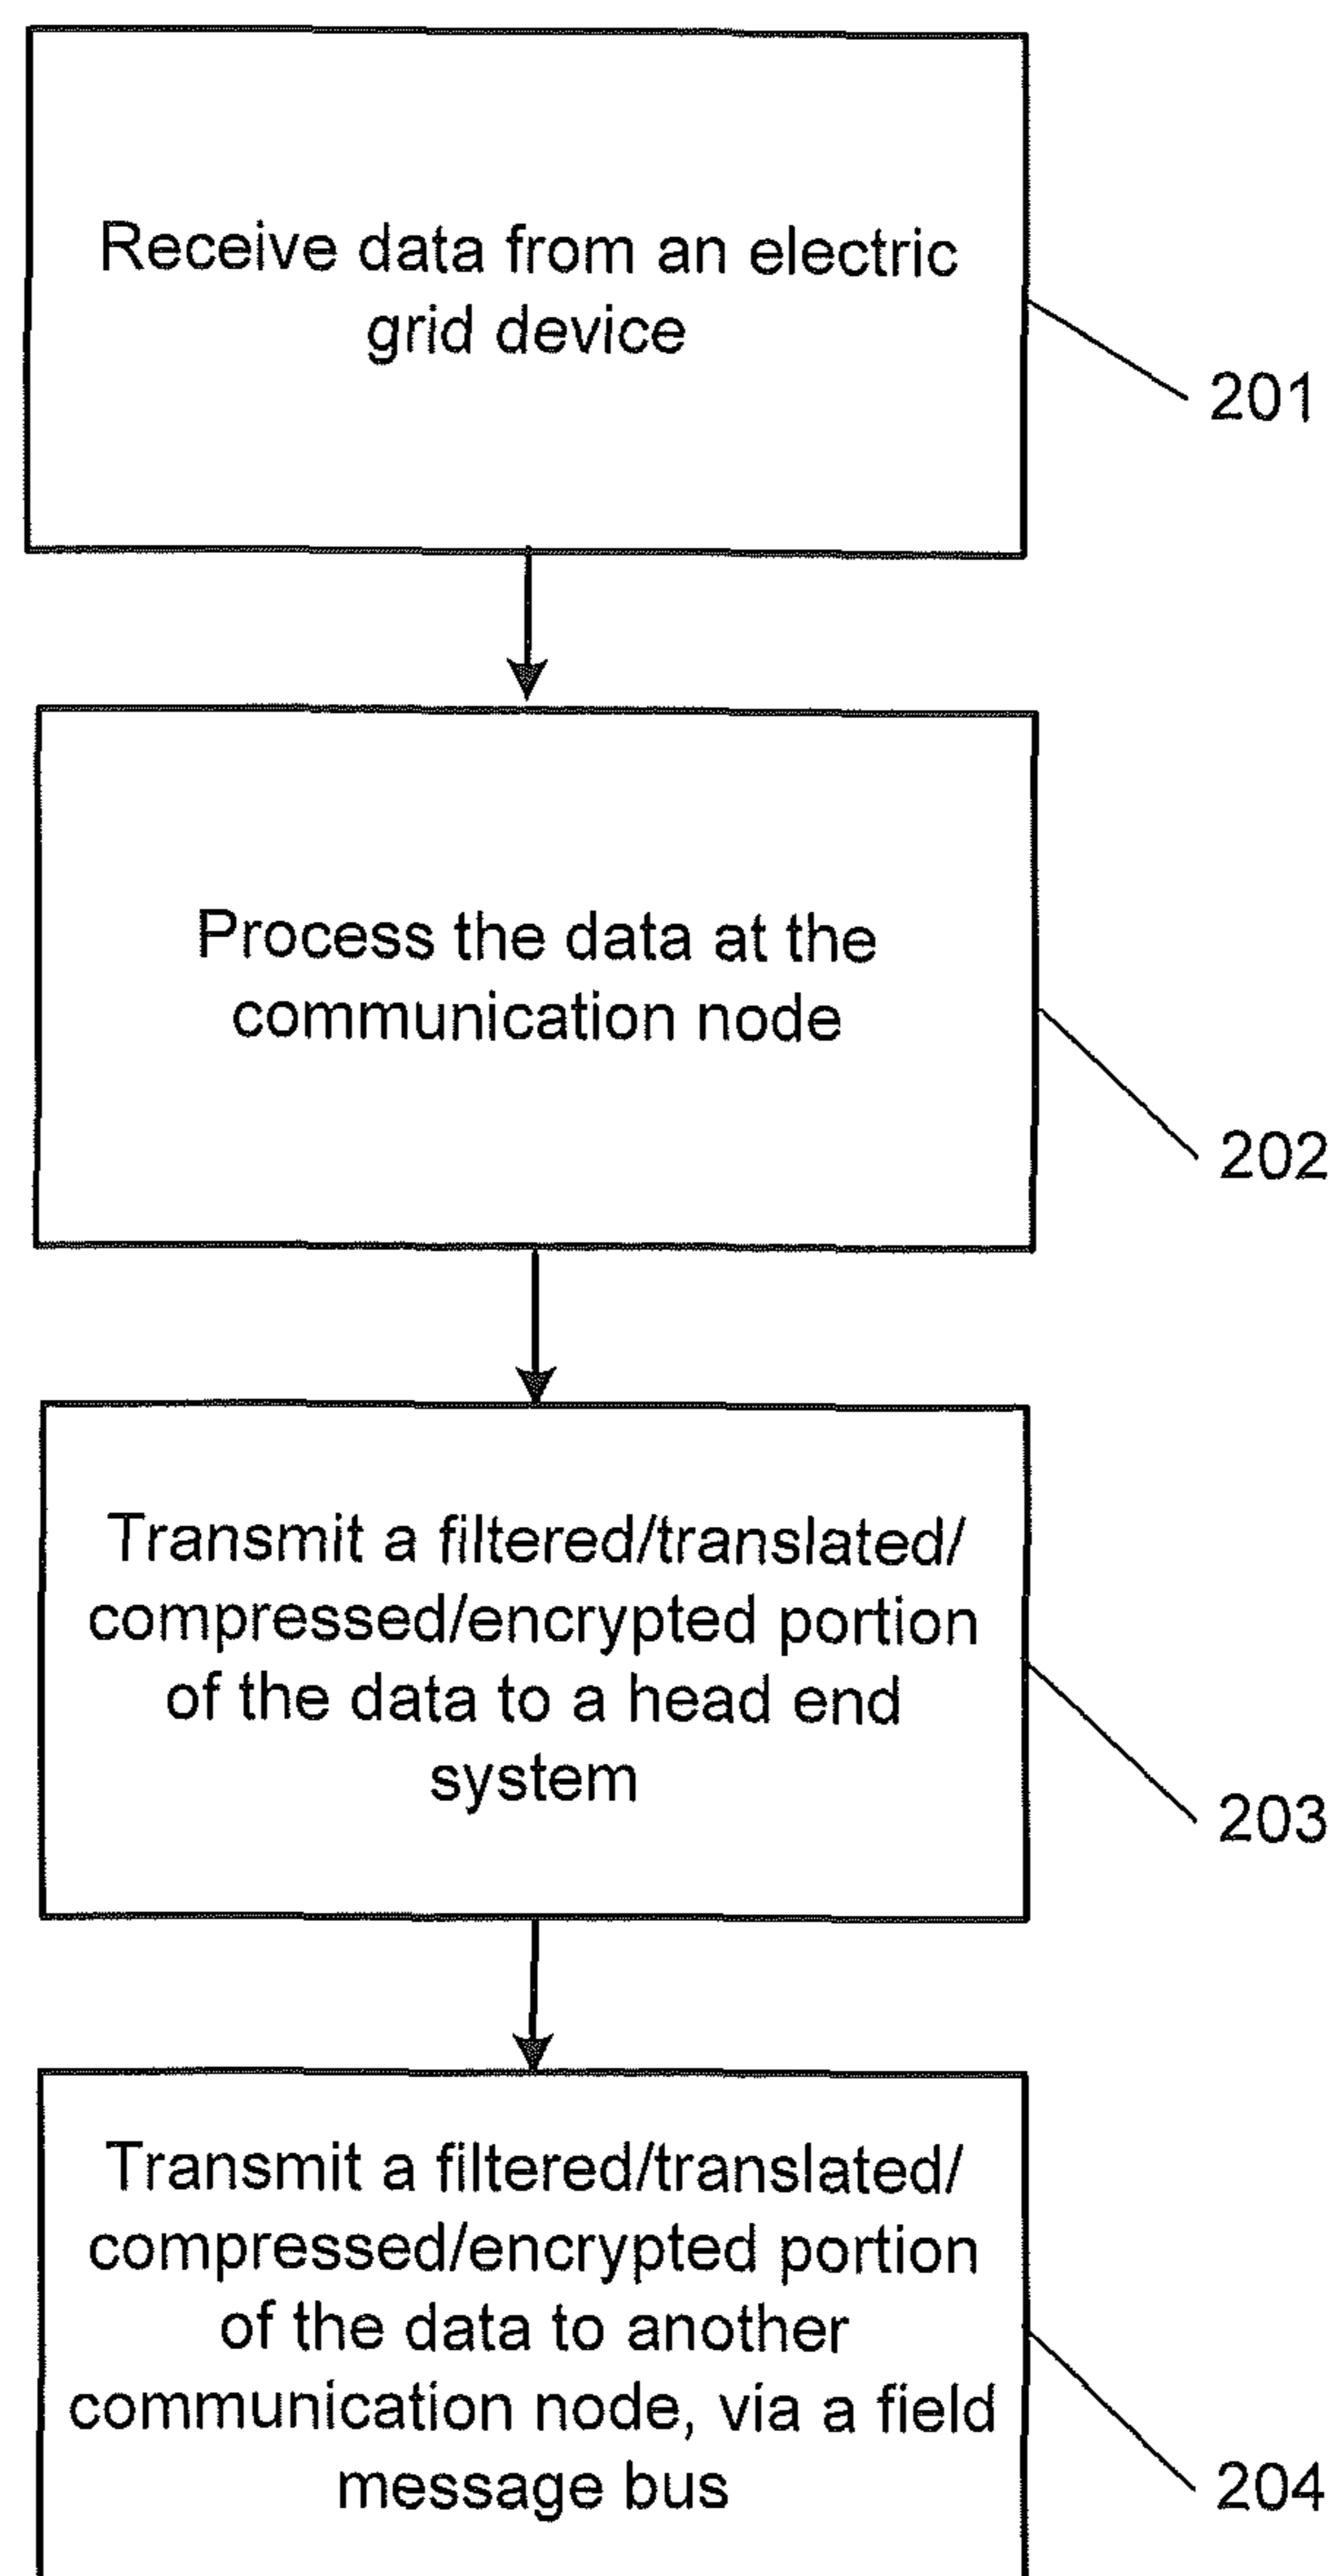 Receive data from an electric
grid device
201
Process the data at the
communication node
202
Transmit a filtered/translated/
compressed/encrypted portion
of the data to a head end
system
203
Transmit a filtered/translated/
compressed/encrypted portion
of the data to another
communication node, via a field
message bus
204